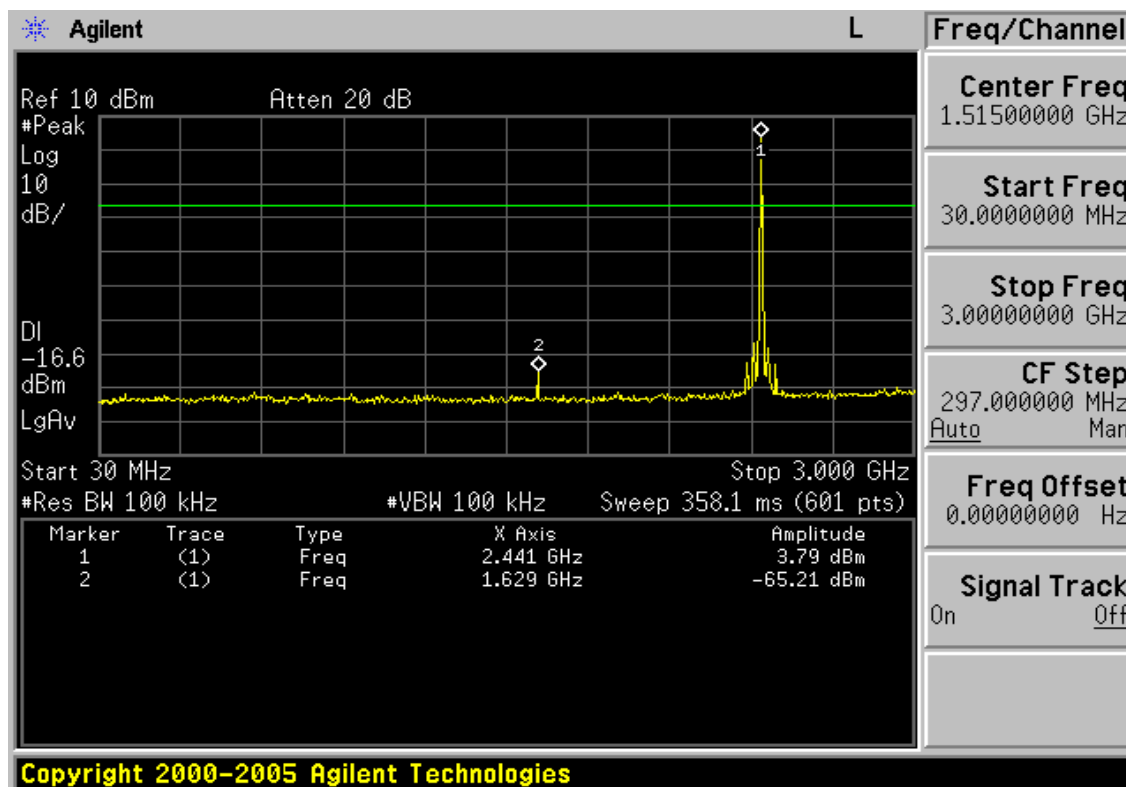 Agilent L Freq/Channel
Ref 10 dBm Atten 20 dB
#Peak
Log
10
dB/
DI
-16.6
dBm
LgAv
1
2
Start 30 MHz Stop 3.000 GHz
#Res BW 100 kHz #VBW 100 kHz Sweep 358.1 ms (601 pts)
Marker Trace Type X Axis Amplitude
1 (1) Freq 2.441 GHz 3.79 dBm
2 (1) Freq 1.629 GHz -65.21 dBm
Center Freq
1.51500000 GHz
Start Freq
30.0000000 MHz
Stop Freq
3.00000000 GHz
CF Step
297.000000 MHz
Auto Man
Freq Offset
0.00000000 Hz
Signal Track
On Off
Copyright 2000-2005 Agilent Technologies